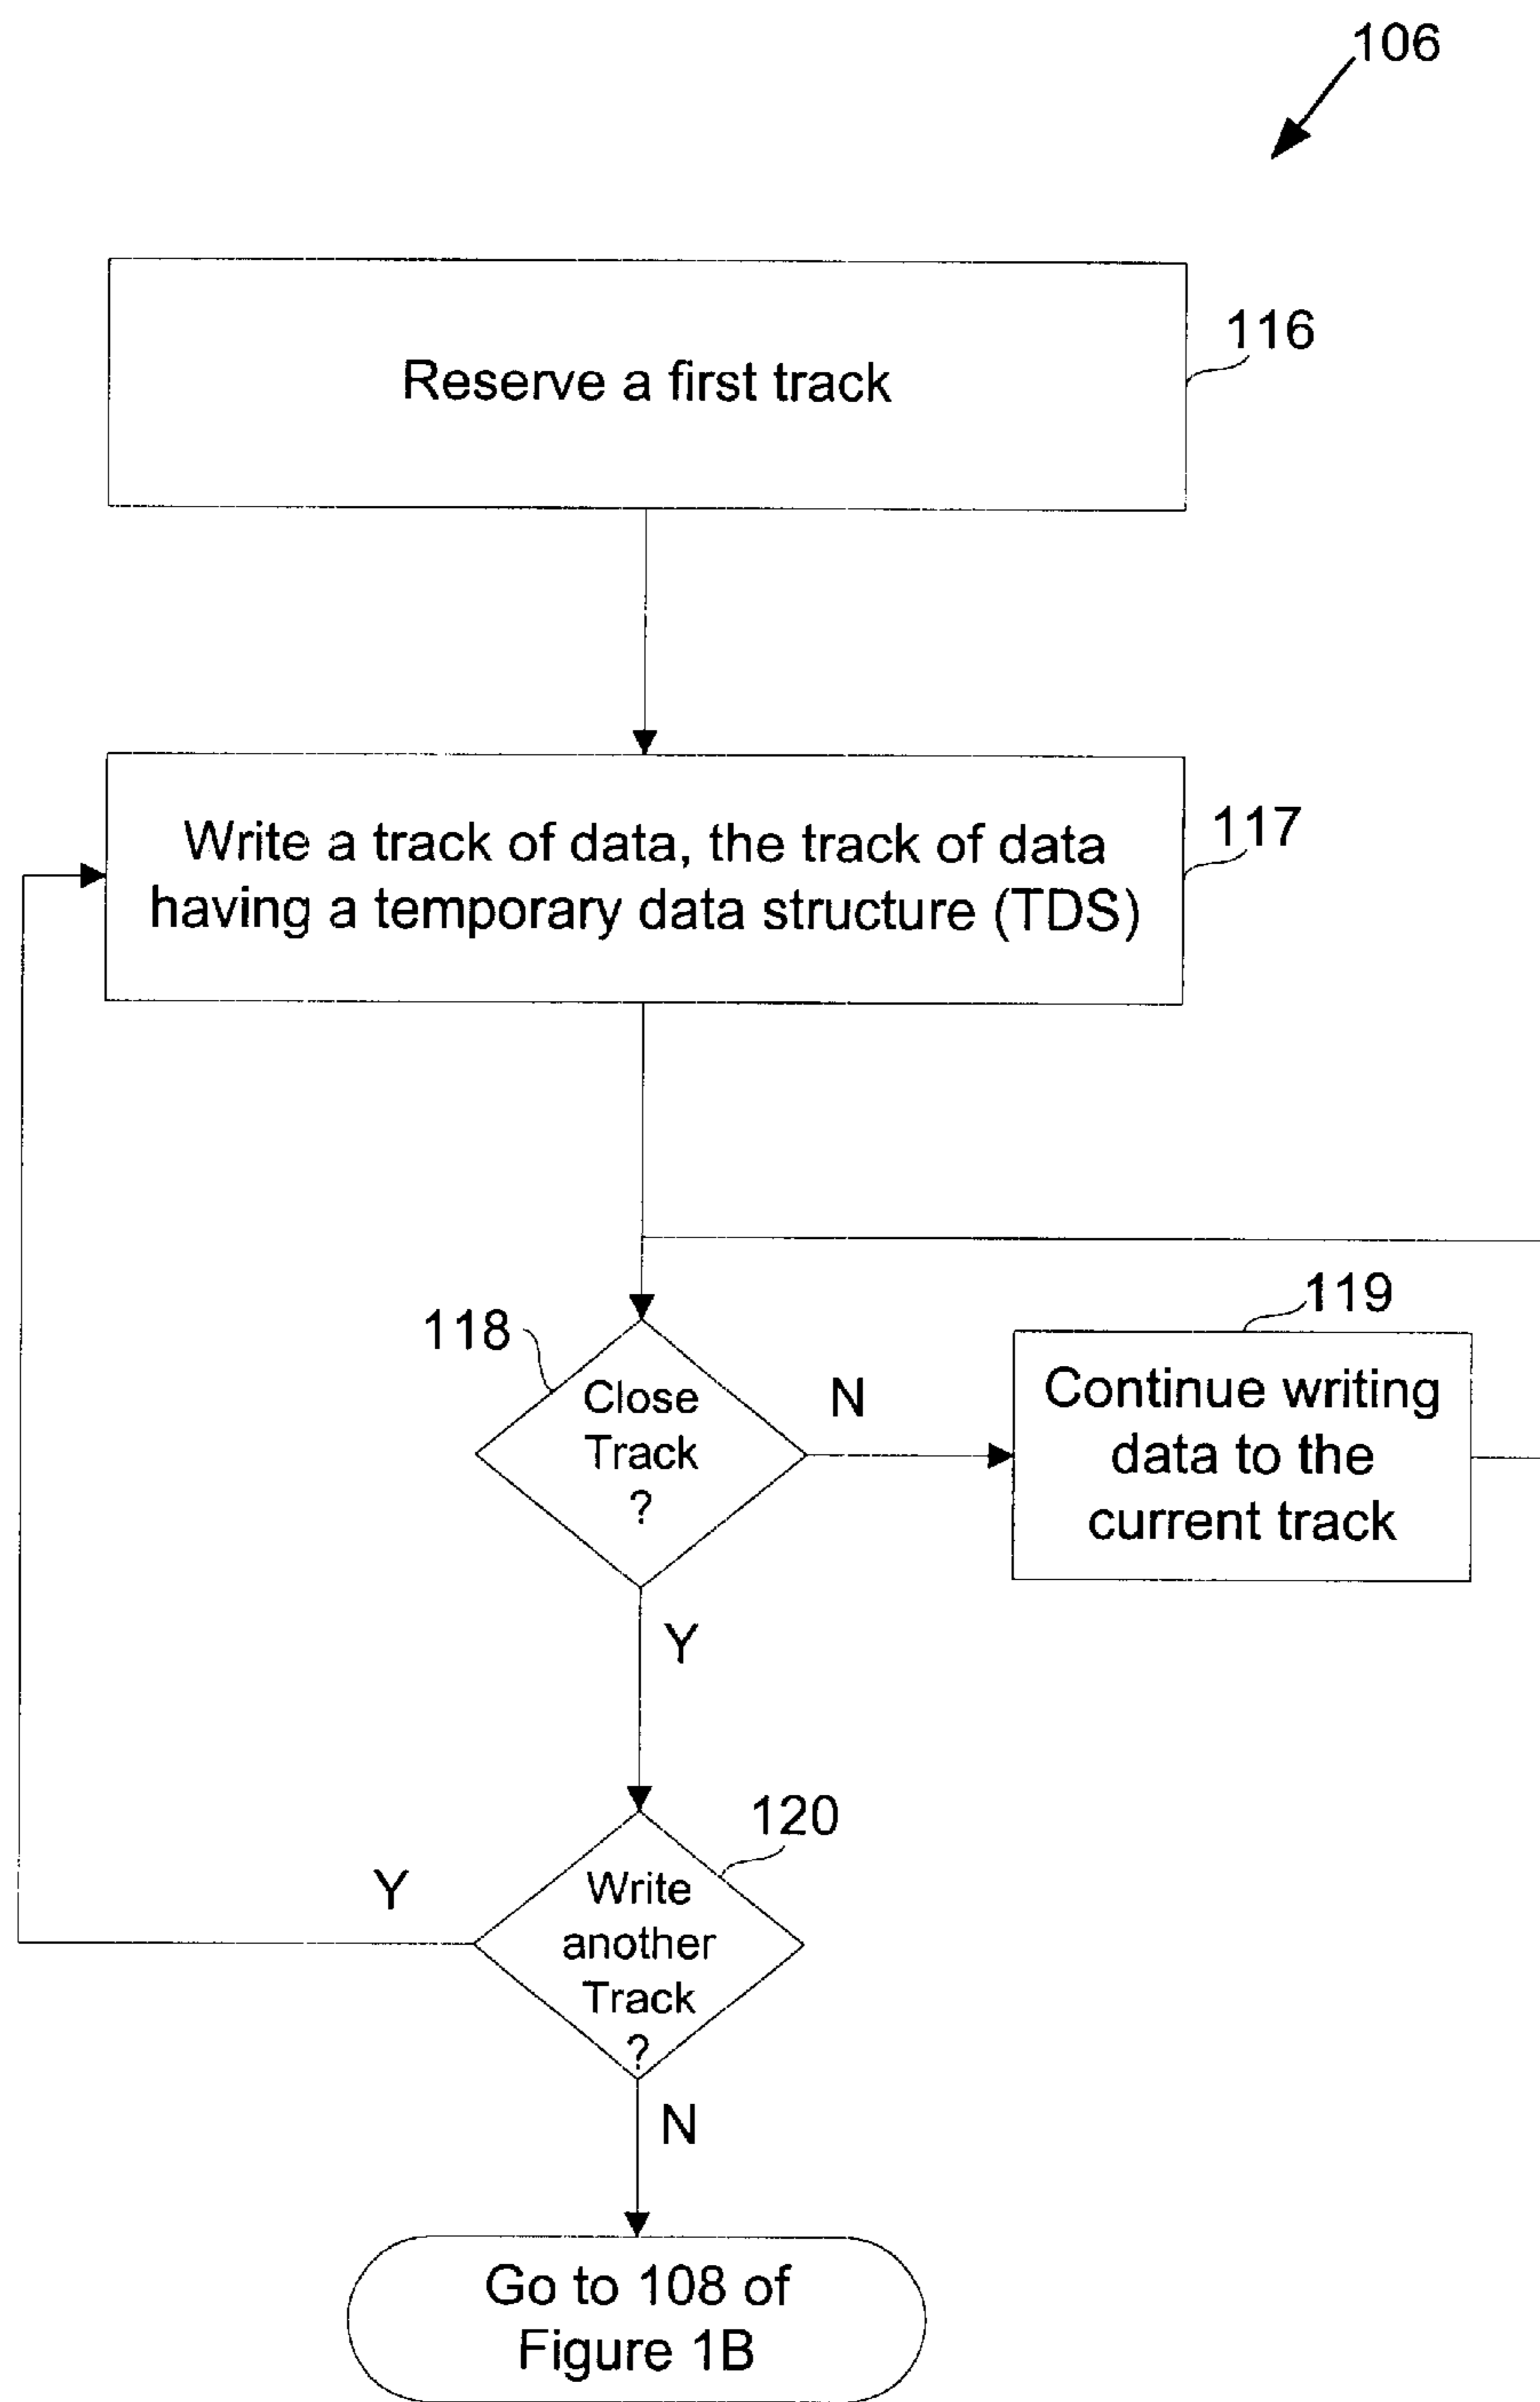 106
Reserve a first track
116
Write a track of data, the track of data
having a temporary data structure (TDS)
117
118
Close
Track
?
N
119
Continue writing
data to the
current track
Y
120
Write
another
Track
?
Y
N
Go to 108 of
Figure 1B